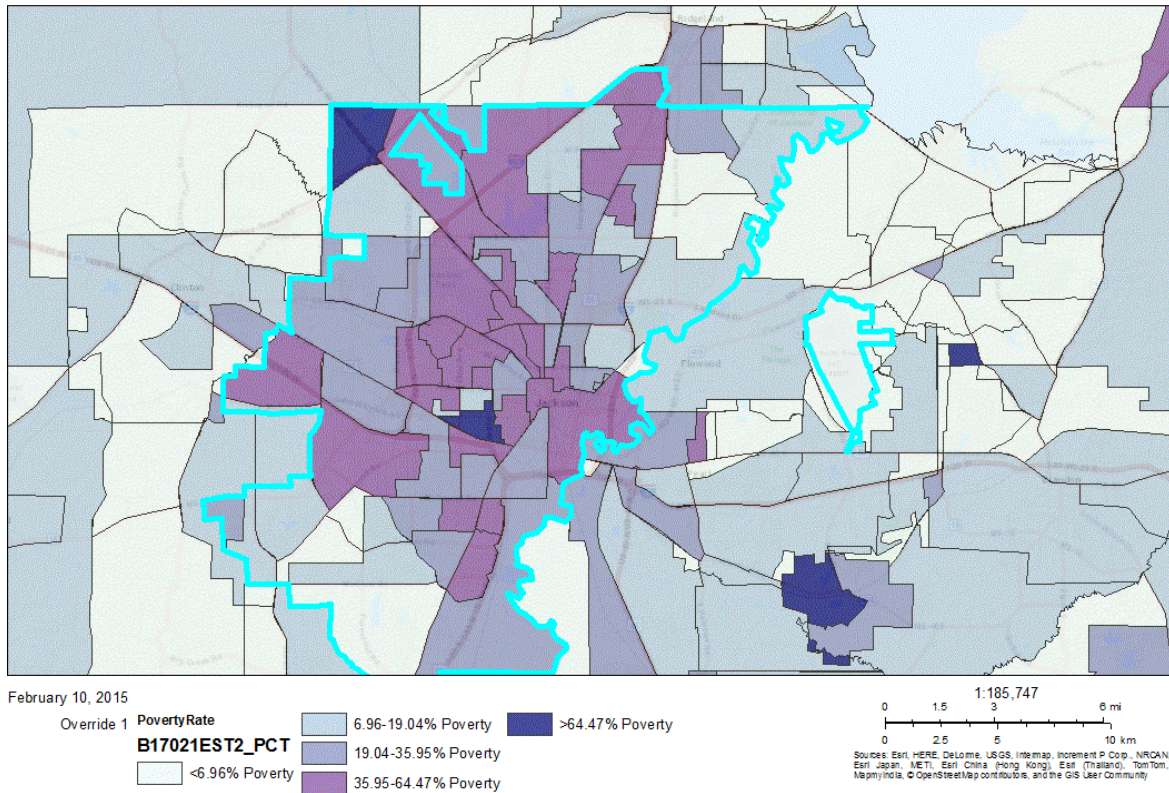 Ridgeland
Clinton
Flowood
Jackson
February 10, 2015
Override 1 PovertyRate
B17021EST2_PCT
<6.96% Poverty
6.96-19.04% Poverty
19.04-35.95% Poverty
35.95-64.47% Poverty
>64.47% Poverty
1:185,747
0 1.5 3 6 mi
0 2.5 5 10 km
Sources: Esri, HERE, DeLorme, USGS, Intermap, increment P Corp., NRCAN,
Esri Japan, METI, Esri China (Hong Kong), Esri (Thailand), TomTom,
MapmyIndia, © OpenStreetMap contributors, and the GIS User Community